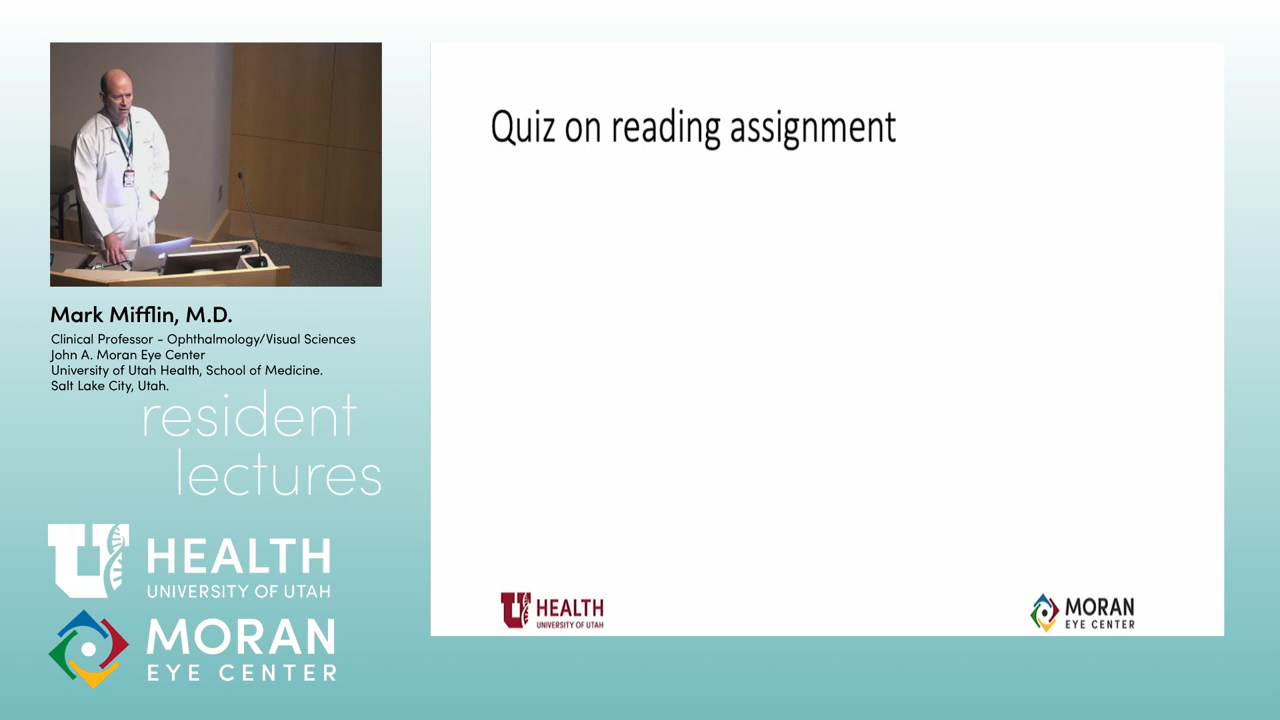 Quiz on reading assignment
Mark Mifflin, M.D.
Clinical Professor - Ophthalmology/Visual Sciences
John A. Moran Eye Center
University of Utah Health, School of Medicine.
Salt Lake City, Utah.
resident
lectures
U HEALTH
UNIVERSITY OF UTAH
MORAN
EYE CENTER
U HEALTH
UNIVERSITY OF UTAH
MORAN
EYE CENTER